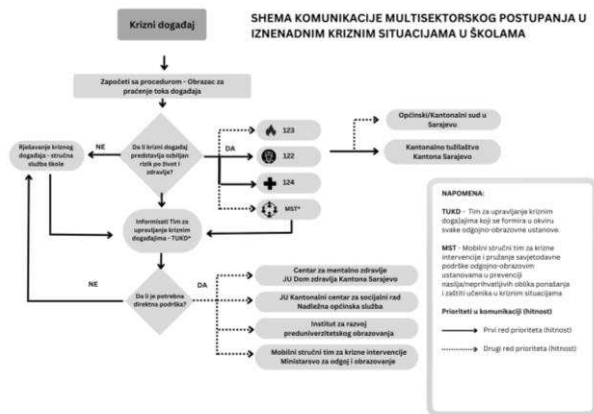 Krizni događaj
SHEMA KOMUNIKACIJE MULTISEKTORSKOG POSTUPANJA U
IZNENADNIM KRIZNIM SITUACIJAMA U ŠKOLAMA
Započeti sa procedurom - Obrazac za
praćenje toka događaja
Da li krizni događaj
predstavlja ozbiljan
rizik po život i
zdravlje?
NE
DA
Rješavanje kriznog
događaja - stručna
služba škole
123
122
124
MST*
Općinski/Kantonalni sud u
Sarajevu
Kantonalno tužilaštvo
Kantona Sarajevo
Informisati Tim za
upravljanje kriznim
događajima - TUKD*
Da li je potrebna
direktna podrška?
NE
DA
Centar za mentalno zdravlje
JU Dom zdravlja Kantona Sarajevo
JU Kantonalni centar za socijalni rad
Nadležna općinska služba
Institut za razvoj
preduniverzitetskog obrazovanja
Mobilni stručni tim za krizne intervencije
Ministarsvo za odgoj i obrazovanje
NAPOMENA:
TUKD - Tim za upravljanje kriznim
događajima koji se formira u okviru
svake odgojno-obrazovne ustanove.
MST - Mobilni stručni tim za krizne
intervencije i pružanje savjetodavne
podrške odgojno-obrazovim
ustanovama u prevenciji
nasilja/neprihvatljivih oblika ponašanja
i zaštiti učenika u kriznim situacijama
Prioriteti u komunikaciji (hitnost)
Prvi red prioriteta (hitnost)
Drugi red prioriteta (hitnost)